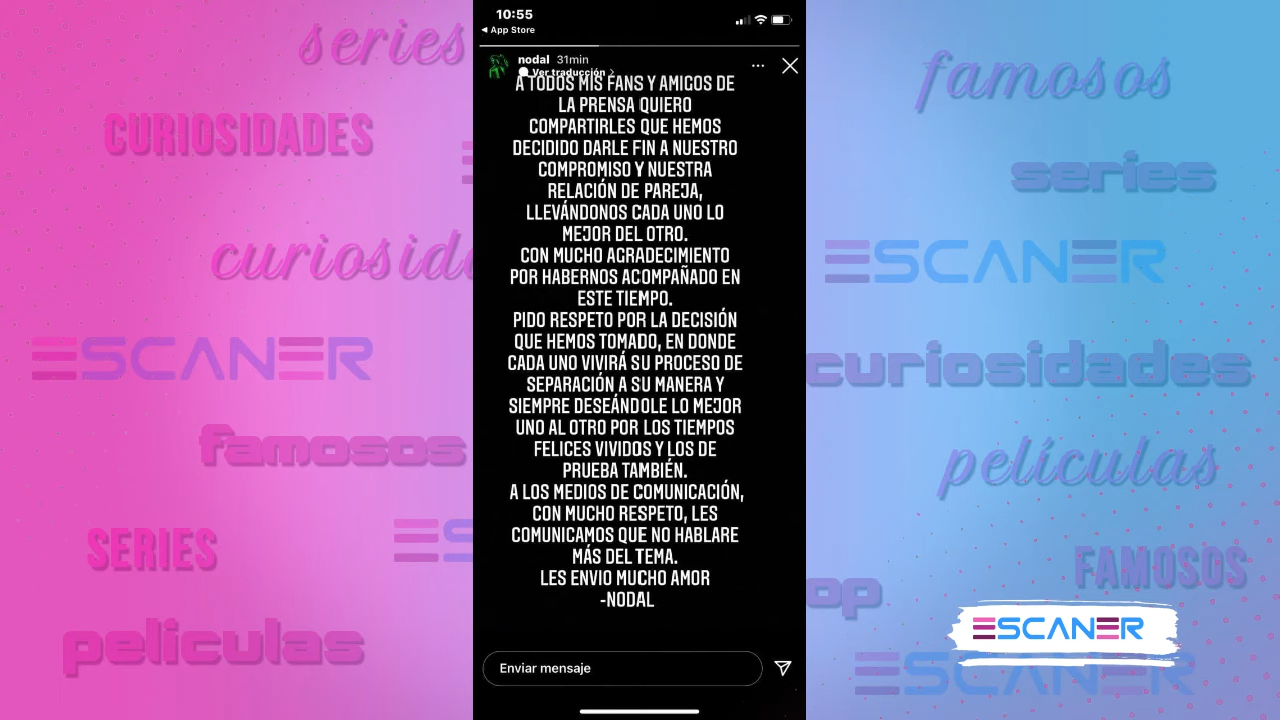 series
famosos
CURIOSIDADES
series
curiosid
ESCANER
ESCANER
curiosidades
famosos
películas
SERIES
FAMOSOS
op
peliculas
ESCANER
ESCANER
10:55
App Store
nodal 31min
Ver traducción >
A TODOS MIS FANS Y AMIGOS DE
LA PRENSA QUIERO
COMPARTIRLES QUE HEMOS
DECIDIDO DARLE FIN A NUESTRO
COMPROMISO Y NUESTRA
RELACIÓN DE PAREJA,
LLEVÁNDONOS CADA UNO LO
MEJOR DEL OTRO.
CON MUCHO AGRADECIMIENTO
POR HABERNOS ACOMPAÑADO EN
ESTE TIEMPO.
PIDO RESPETO POR LA DECISIÓN
QUE HEMOS TOMADO, EN DONDE
CADA UNO VIVIRÁ SU PROCESO DE
SEPARACIÓN A SU MANERA Y
SIEMPRE DESEÁNDOLE LO MEJOR
UNO AL OTRO POR LOS TIEMPOS
FELICES VIVIDOS Y LOS DE
PRUEBA TAMBIÉN.
A LOS MEDIOS DE COMUNICACIÓN,
CON MUCHO RESPETO, LES
COMUNICAMOS QUE NO HABLARE
MÁS DEL TEMA.
LES ENVIO MUCHO AMOR
-NODAL
Enviar mensaje